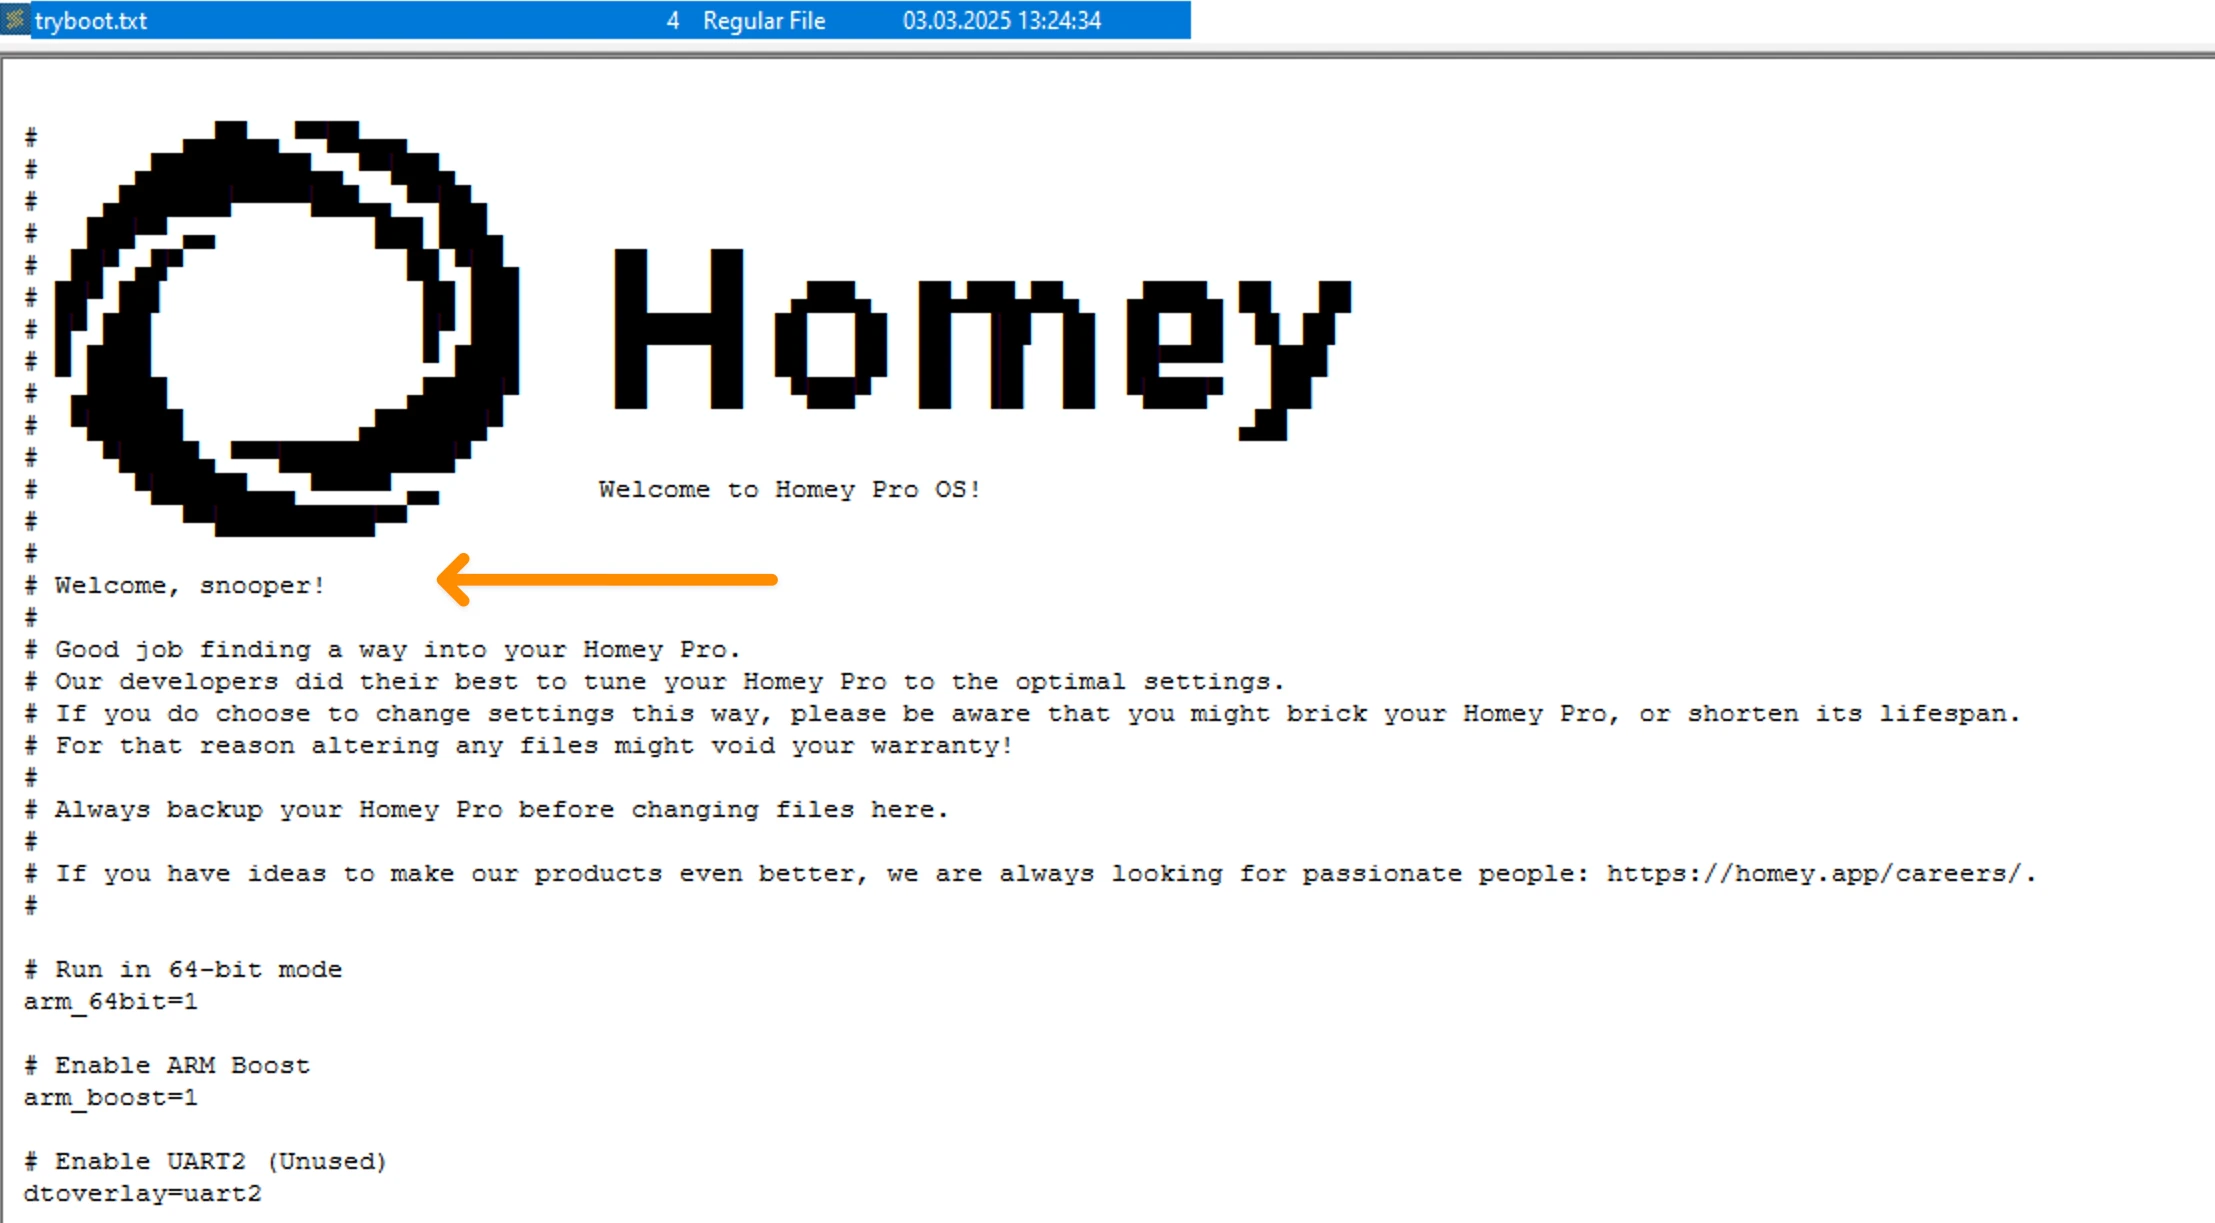 tryboot.txt 4 Regular File 03.03.2025 13:24:34
#
#
#
#
#
# Homey
#
#
#
#
#
# Welcome to Homey Pro OS!
#
#
# Welcome, snooper!
#
# Good job finding a way into your Homey Pro.
# Our developers did their best to tune your Homey Pro to the optimal settings.
# If you do choose to change settings this way, please be aware that you might brick your Homey Pro, or shorten its lifespan.
# For that reason altering any files might void your warranty!
#
# Always backup your Homey Pro before changing files here.
#
# If you have ideas to make our products even better, we are always looking for passionate people: https://homey.app/careers/.
#
# Run in 64-bit mode
arm_64bit=1
# Enable ARM Boost
arm_boost=1
# Enable UART2 (Unused)
dtoverlay=uart2